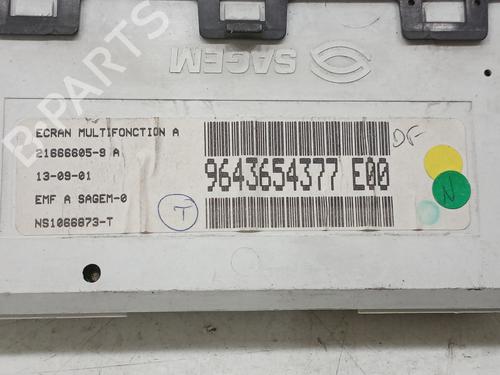 B-PARTS
SAGEM
ECRAN MULTIFONCTION A
21666605-9 A
13-09-01
EMF A SAGEM-0
NS1066873-T
9643654377 E00
T
N